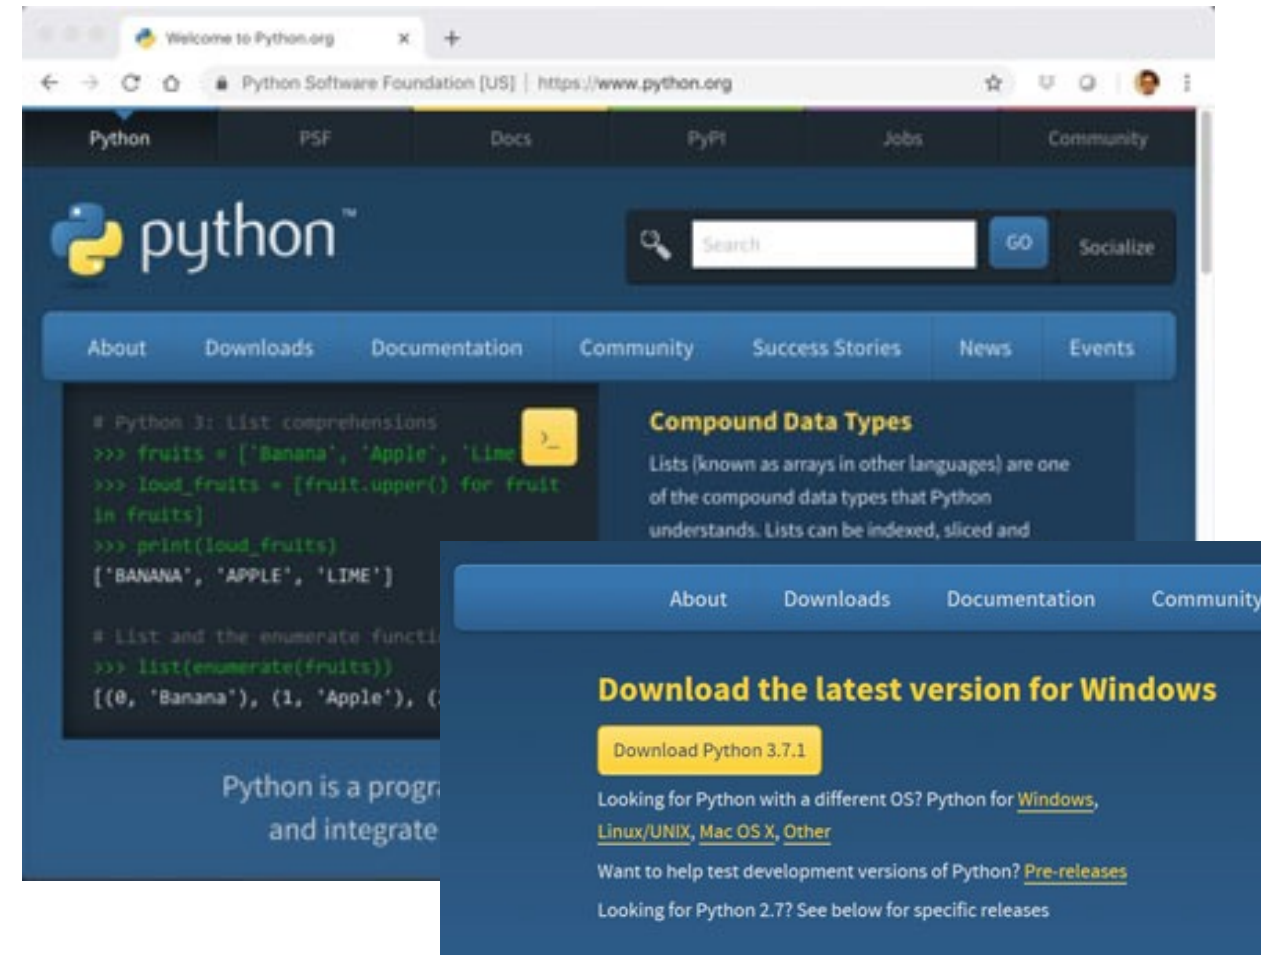 Welcome to Python.org
Python Software Foundation [US] | https://www.python.org
Python PSF Docs PyPI Jobs Community
python™
Search GO Socialize
About Downloads Documentation Community Success Stories News Events
# Python 3: List comprehensions
>>> fruits = ['Banana', 'Apple', 'Lime'
>>> loud_fruits = [fruit.upper() for fruit
in fruits]
>>> print(loud_fruits)
['BANANA', 'APPLE', 'LIME']
# List and the enumerate functi
>>> list(enumerate(fruits))
[(0, 'Banana'), (1, 'Apple'), (
>_
Compound Data Types
Lists (known as arrays in other languages) are one
of the compound data types that Python
understands. Lists can be indexed, sliced and
Python is a progr
and integrate
About Downloads Documentation Community
Download the latest version for Windows
Download Python 3.7.1
Looking for Python with a different OS? Python for Windows,
Linux/UNIX, Mac OS X, Other
Want to help test development versions of Python? Pre-releases
Looking for Python 2.7? See below for specific releases